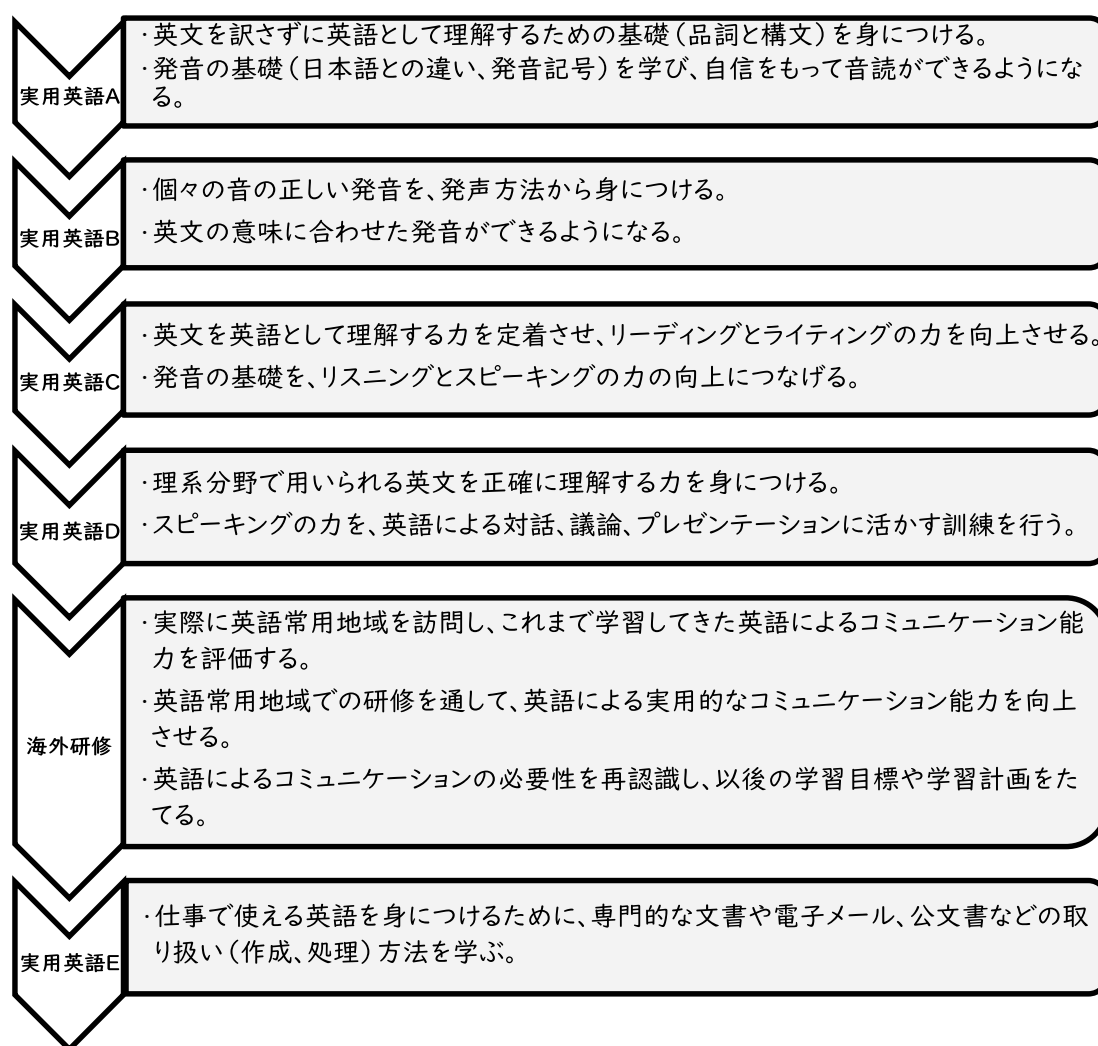 実用英語A
・英文を訳さずに英語として理解するための基礎（品詞と構文）を身につける。
・発音の基礎（日本語との違い、発音記号）を学び、自信をもって音読ができるようにな
る。
実用英語B
・個々の音の正しい発音を、発声方法から身につける。
・英文の意味に合わせた発音ができるようになる。
実用英語C
・英文を英語として理解する力を定着させ、リーディングとライティングの力を向上させる。
・発音の基礎を、リスニングとスピーキングの力の向上につなげる。
実用英語D
・理系分野で用いられる英文を正確に理解する力を身につける。
・スピーキングの力を、英語による対話、議論、プレゼンテーションに活かす訓練を行う。
海外研修
・実際に英語常用地域を訪問し、これまで学習してきた英語によるコミュニケーション能
力を評価する。
・英語常用地域での研修を通して、英語による実用的なコミュニケーション能力を向上
させる。
・英語によるコミュニケーションの必要性を再認識し、以後の学習目標や学習計画をた
てる。
実用英語E
・仕事で使える英語を身につけるために、専門的な文書や電子メール、公文書などの取
り扱い（作成、処理）方法を学ぶ。